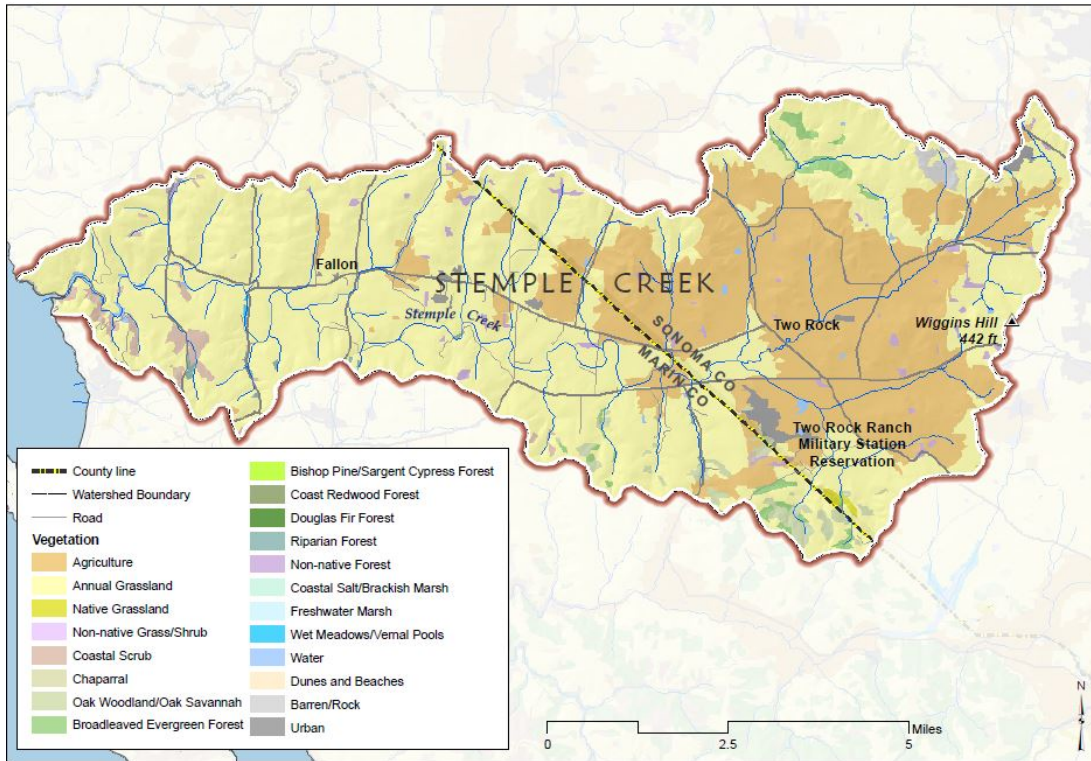 Fallon
STEMPLE CREEK
Stemple Creek
SONOMA CO
MARIN CO
Two Rock
Wiggins Hill
442 ft
Two Rock Ranch
Military Station
Reservation
County line
Watershed Boundary
Road
Vegetation
Agriculture
Annual Grassland
Native Grassland
Non-native Grass/Shrub
Coastal Scrub
Chaparral
Oak Woodland/Oak Savannah
Broadleaved Evergreen Forest
Bishop Pine/Sargent Cypress Forest
Coast Redwood Forest
Douglas Fir Forest
Riparian Forest
Non-native Forest
Coastal Salt/Brackish Marsh
Freshwater Marsh
Wet Meadows/Vernal Pools
Water
Dunes and Beaches
Barren/Rock
Urban
Miles
0 2.5 5
N